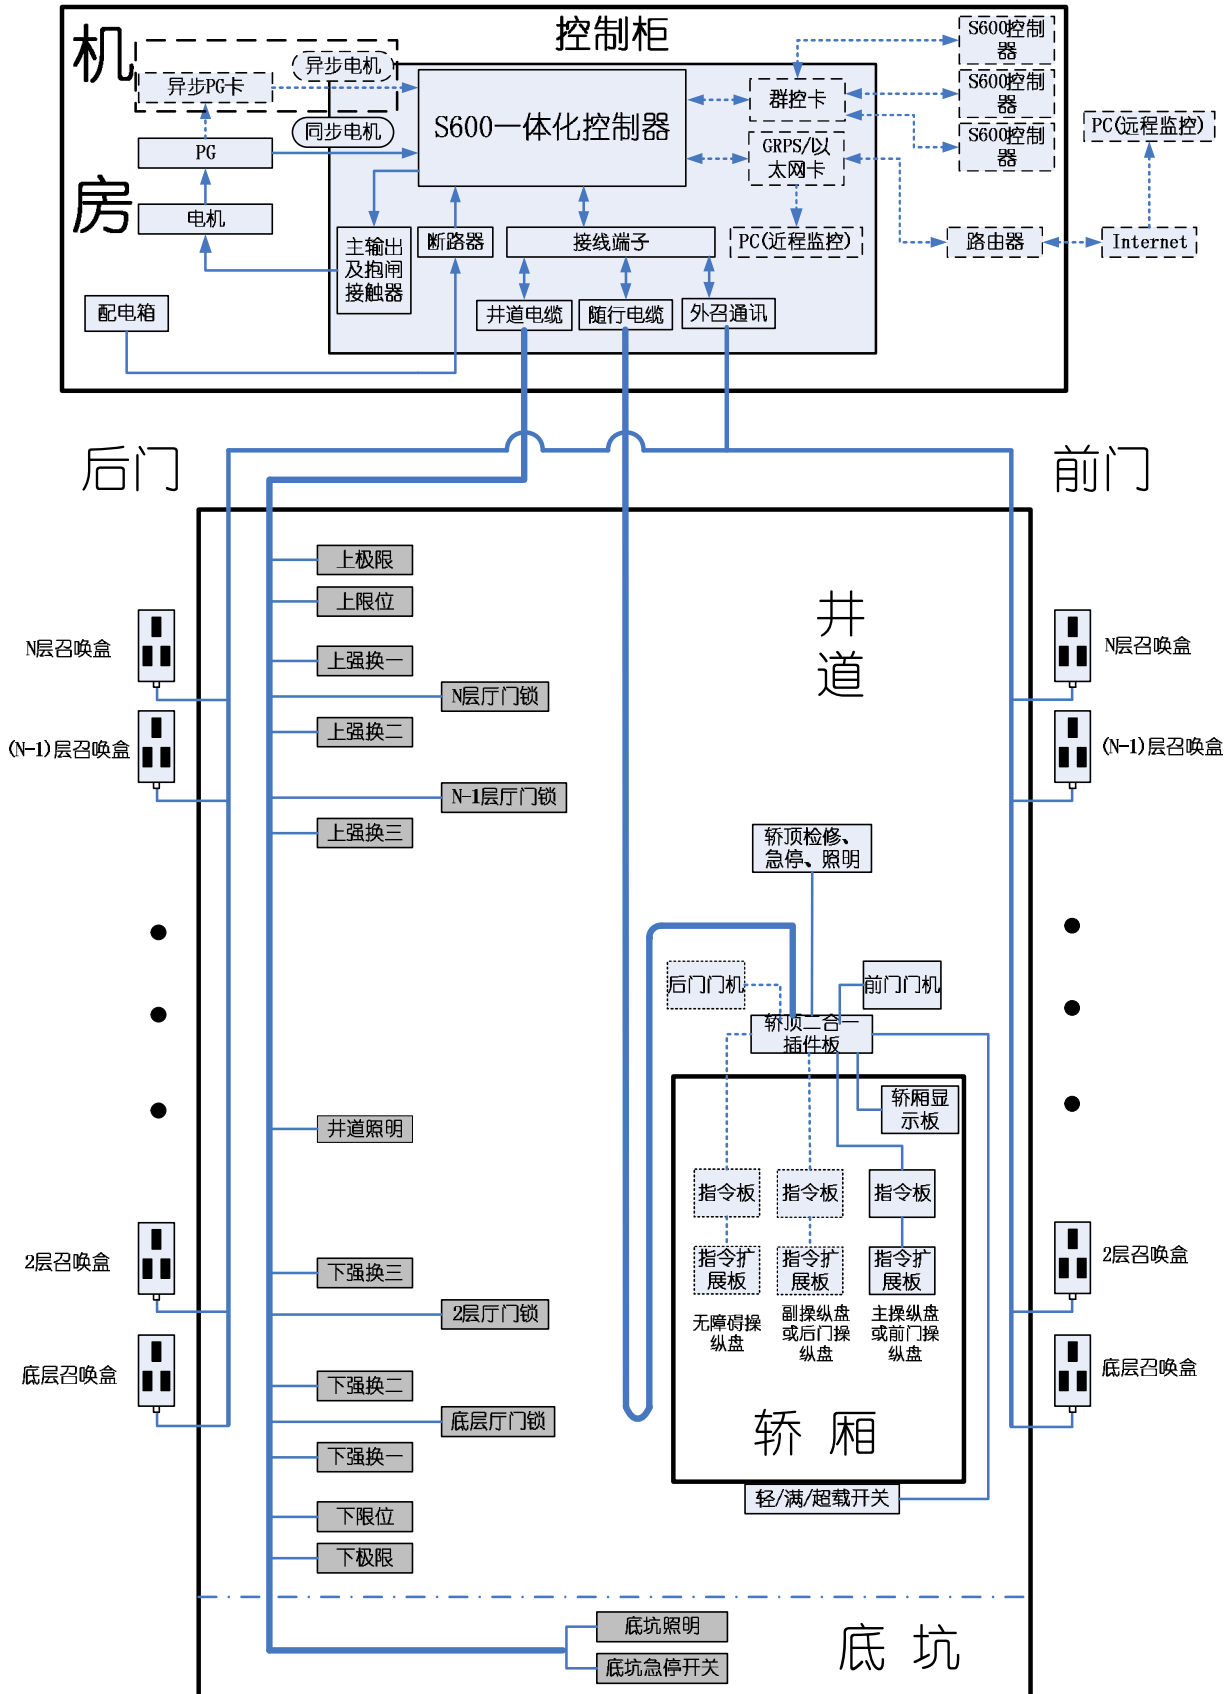 机
房
控制柜
异步电机
异步PG卡
同步电机
PG
电机
配电箱
S600一体化控制器
群控卡
GRPS/以
太网卡
S600控制
器
S600控制
器
S600控制
器
PC(远程监控)
主输出
及抱闸
接触器
断路器
接线端子
PC(近程监控)
路由器
Internet
井道电缆
随行电缆
外召通讯
后门
前门
井
道
上极限
上限位
上强换一
N层厅门锁
上强换二
N-1层厅门锁
上强换三
N层召唤盒
(N-1)层召唤盒
N层召唤盒
(N-1)层召唤盒
轿顶检修、
急停、照明
后门门机
前门门机
轿顶二合一
插件板
轿厢显
示板
井道照明
指令板
指令板
指令板
指令扩
展板
指令扩
展板
指令扩
展板
无障碍操
纵盘
副操纵盘
或后门操
纵盘
主操纵盘
或前门操
纵盘
2层召唤盒
底层召唤盒
2层召唤盒
底层召唤盒
下强换三
2层厅门锁
下强换二
底层厅门锁
下强换一
下限位
下极限
轿厢
轻/满/超载开关
底坑照明
底坑急停开关
底坑